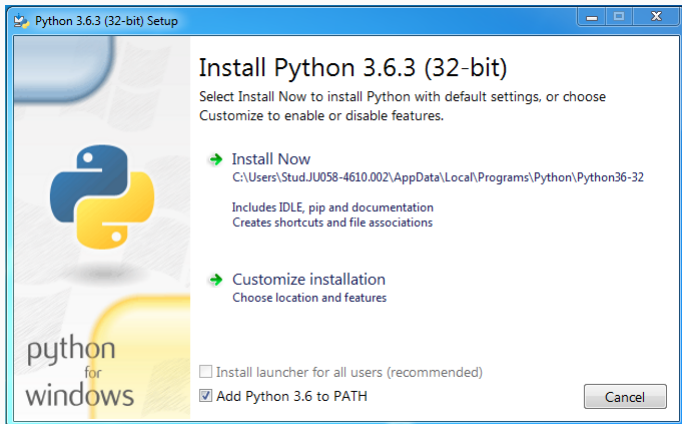 Python 3.6.3 (32-bit) Setup
Install Python 3.6.3 (32-bit)
Select Install Now to install Python with default settings, or choose
Customize to enable or disable features.
Install Now
C:\Users\Stud.JU058-4610.002\AppData\Local\Programs\Python\Python36-32
Includes IDLE, pip and documentation
Creates shortcuts and file associations
Customize installation
Choose location and features
python
for
windows
Install launcher for all users (recommended)
Add Python 3.6 to PATH
Cancel